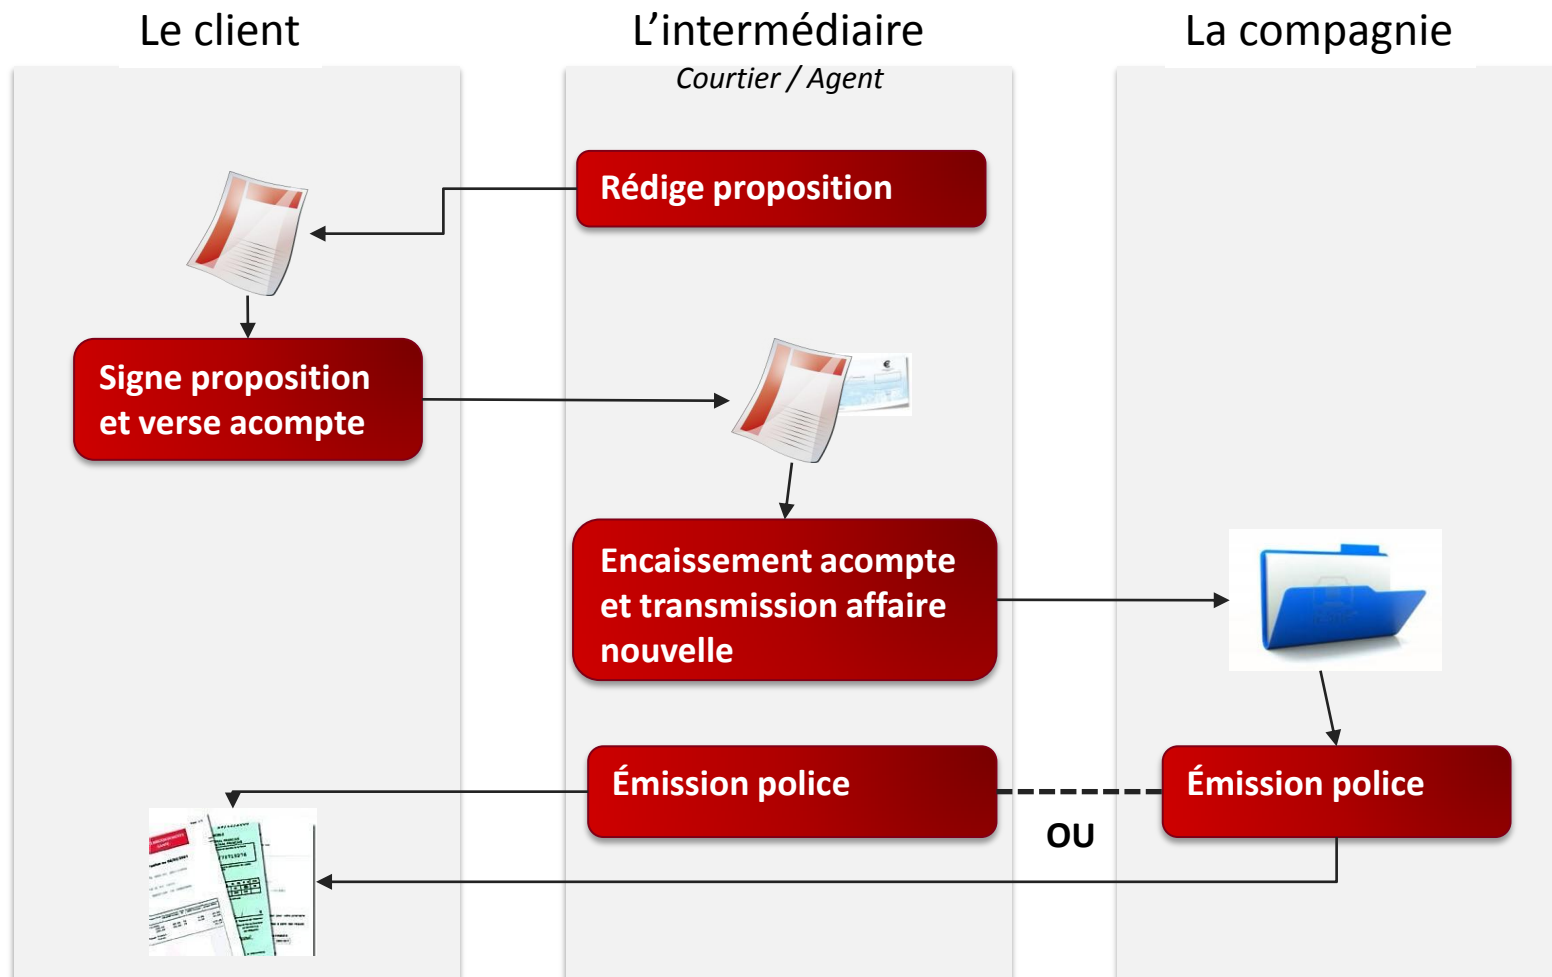 Le client
L’intermédiaire
La compagnie
Courtier / Agent
Rédige proposition
Signe proposition
et verse acompte
Encaissement acompte
et transmission affaire
nouvelle
Émission police
Émission police
OU